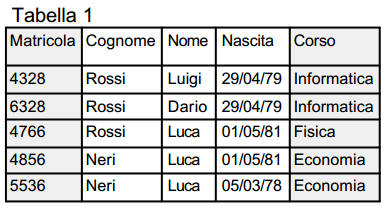 Tabella 1
Matricola Cognome Nome Nascita Corso
4328 Rossi Luigi 29/04/79 Informatica
6328 Rossi Dario 29/04/79 Informatica
4766 Rossi Luca 01/05/81 Fisica
4856 Neri Luca 01/05/81 Economia
5536 Neri Luca 05/03/78 Economia